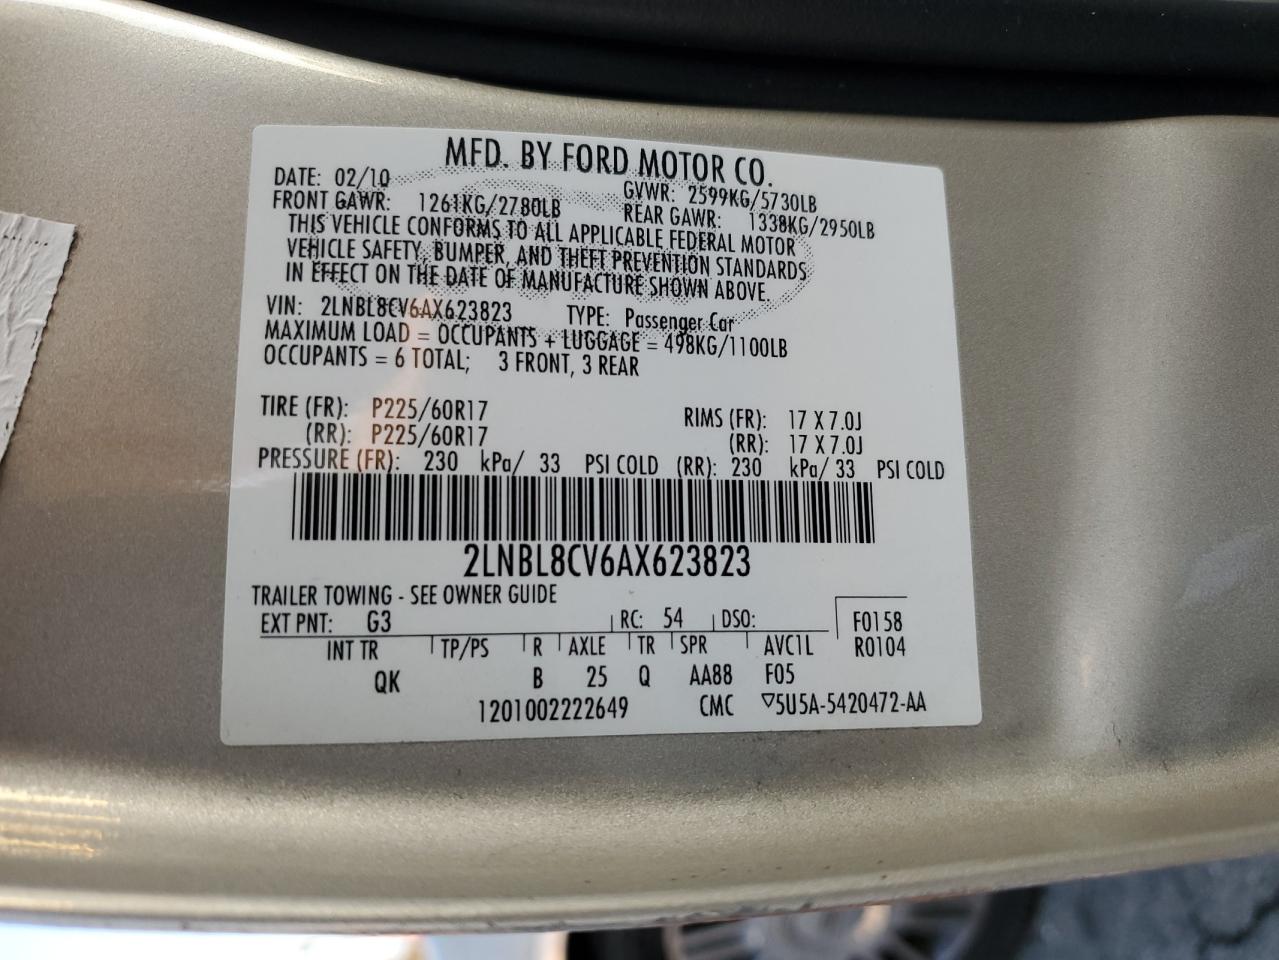 MFD. BY FORD MOTOR CO.
DATE: 02/10 GVWR: 2599KG/5730LB
FRONT GAWR: 1261KG/2780LB REAR GAWR: 1338KG/2950LB
THIS VEHICLE CONFORMS TO ALL APPLICABLE FEDERAL MOTOR
VEHICLE SAFETY, BUMPER, AND THEFT PREVENTION STANDARDS
IN EFFECT ON THE DATE OF MANUFACTURE SHOWN ABOVE.
VIN: 2LNBL8CV6AX623823 TYPE: Passenger Car
MAXIMUM LOAD = OCCUPANTS + LUGGAGE = 498KG/1100LB
OCCUPANTS = 6 TOTAL; 3 FRONT, 3 REAR
TIRE (FR): P225/60R17 RIMS (FR): 17 X 7.0J
(RR): P225/60R17 (RR): 17 X 7.0J
PRESSURE (FR): 230 kPa/ 33 PSI COLD (RR): 230 kPa/ 33 PSI COLD
2LNBL8CV6AX623823
TRAILER TOWING - SEE OWNER GUIDE
EXT PNT: G3 RC: 54 DSO: F0158
INT TR TP/PS R AXLE TR SPR AVC1L R0104
QK B 25 Q AA88 F05
1201002222649 CMC ▽5U5A-5420472-AA